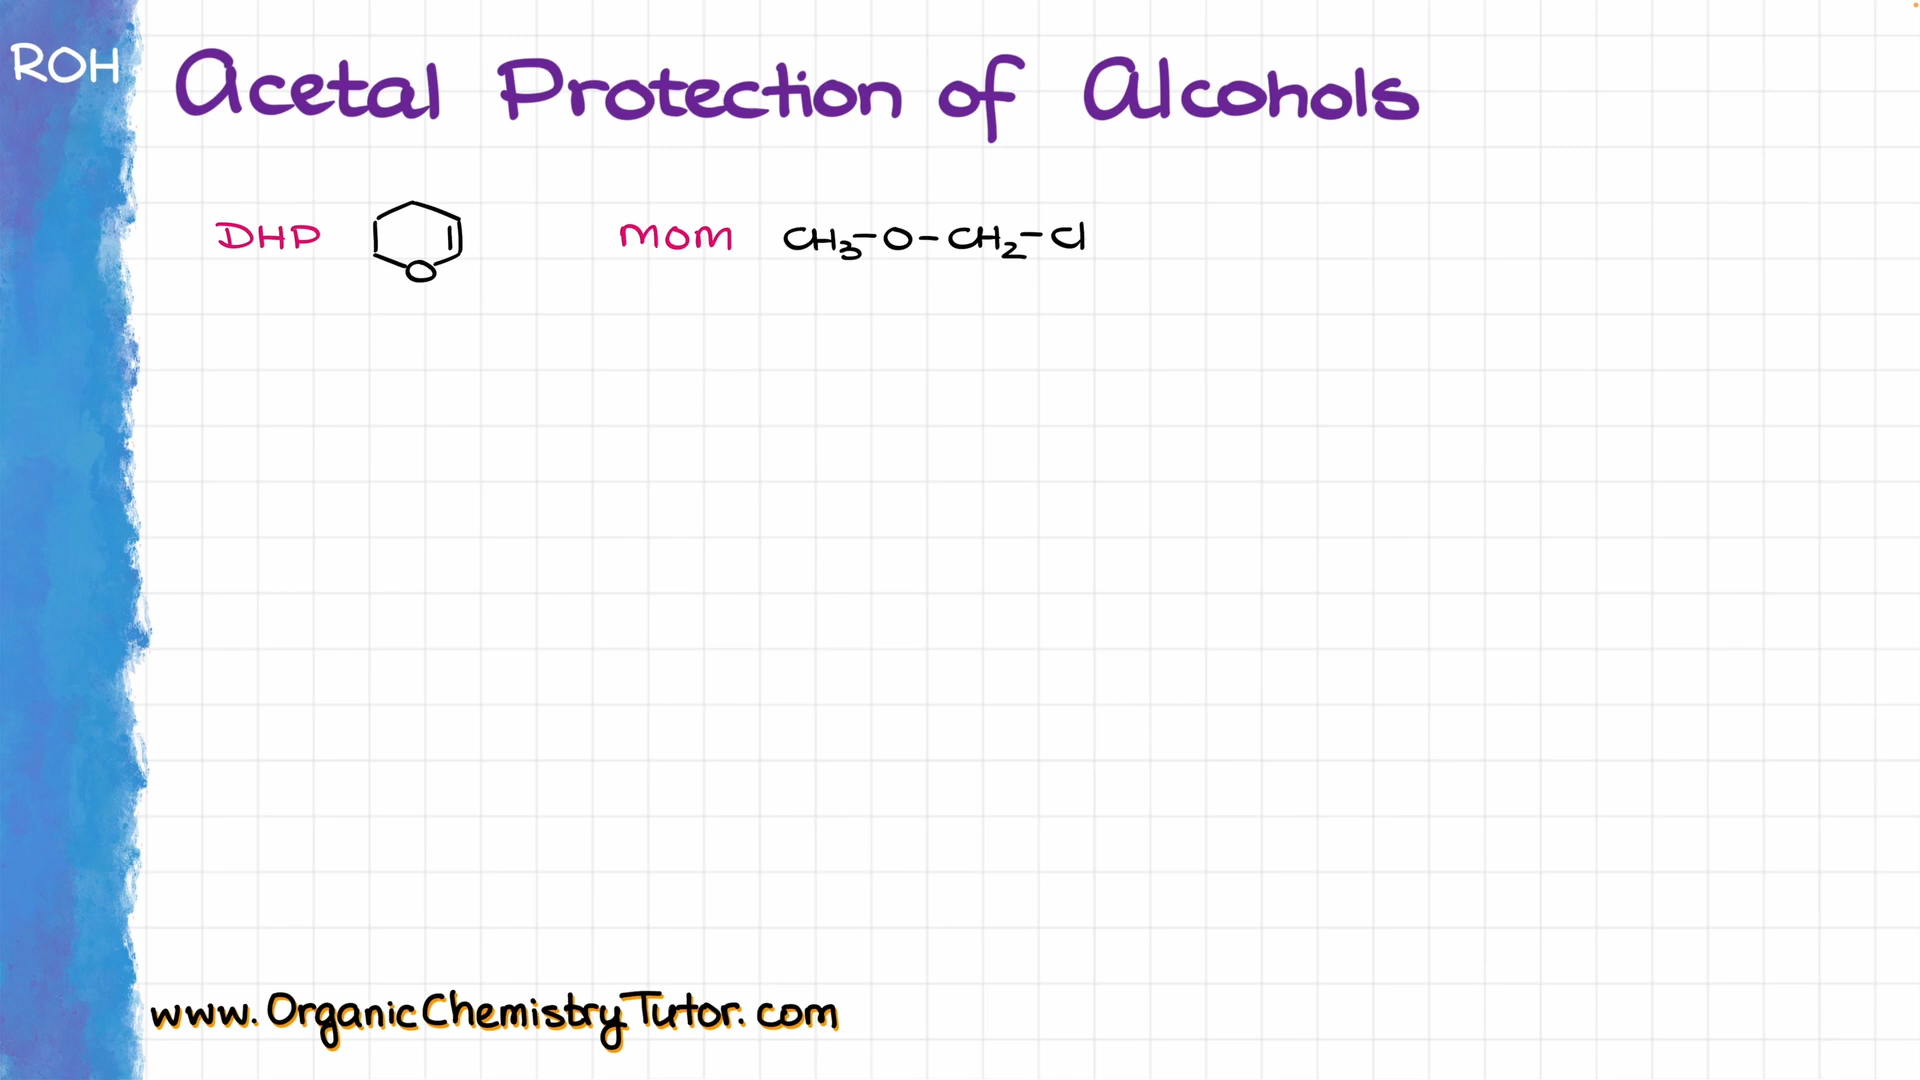 ROH
Acetal Protection of Alcohols
DHP
O
MOM CH₃-O-CH₂-Cl
www.OrganicChemistryTutor.com